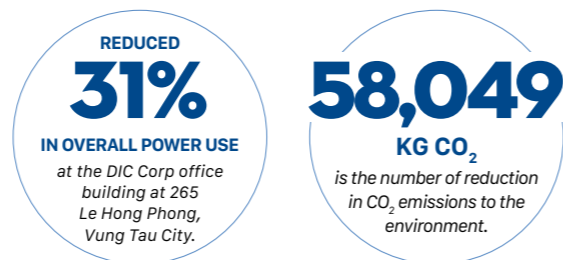 REDUCED
31%
IN OVERALL POWER USE
at the DIC Corp office
building at 265
Le Hong Phong,
Vung Tau City.
58,049
KG CO₂
is the number of reduction
in CO₂ emissions to the
environment.